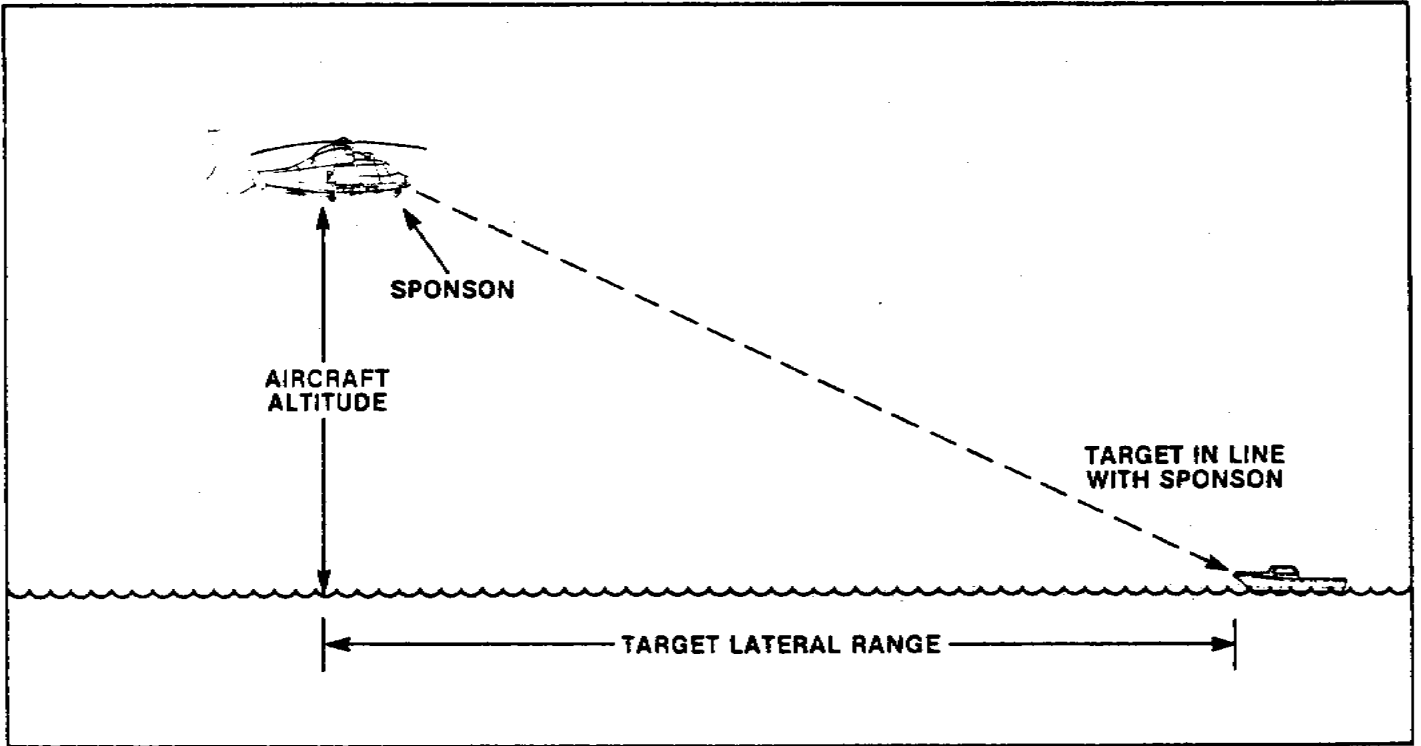 SPONSON
AIRCRAFT
ALTITUDE
TARGET IN LINE
WITH SPONSON
TARGET LATERAL RANGE